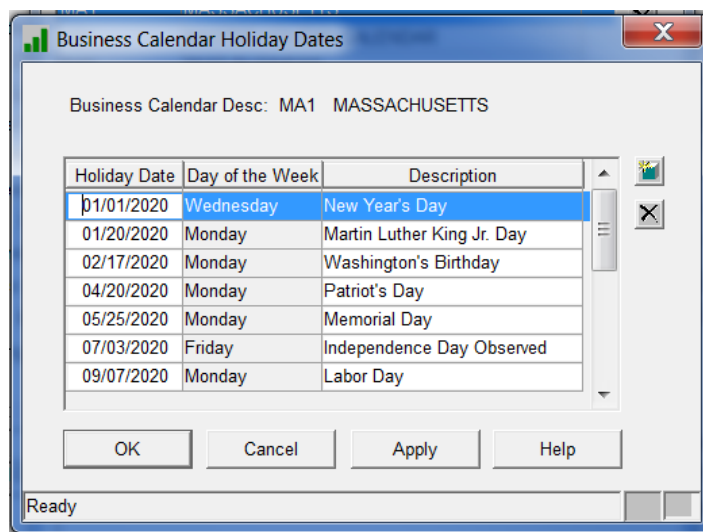 MA1 MASSACHUSETTS
Business Calendar Holiday Dates
Business Calendar Desc: MA1 MASSACHUSETTS
Holiday Date Day of the Week Description
01/01/2020 Wednesday New Year's Day
01/20/2020 Monday Martin Luther King Jr. Day
02/17/2020 Monday Washington's Birthday
04/20/2020 Monday Patriot's Day
05/25/2020 Monday Memorial Day
07/03/2020 Friday Independence Day Observed
09/07/2020 Monday Labor Day
OK Cancel Apply Help
Ready